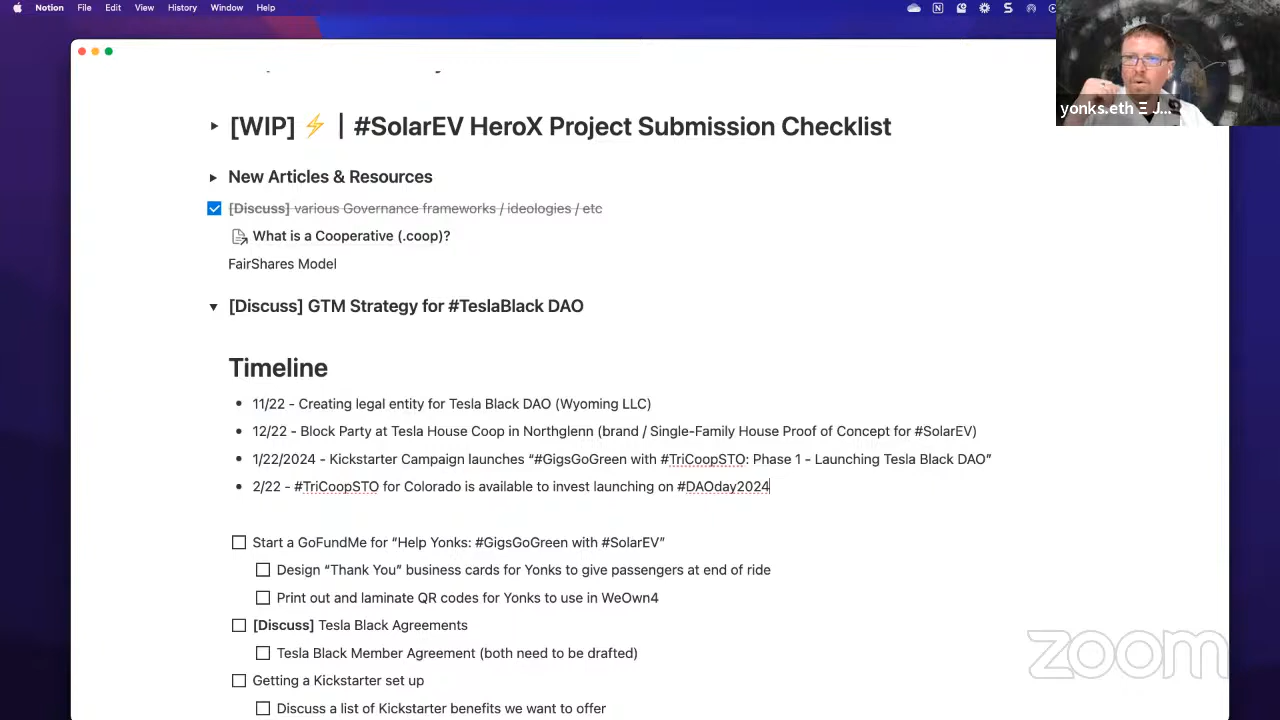 Notion File Edit View History Window Help
yonks.eth Ξ J...
[WIP] ⚡ | #SolarEV HeroX Project Submission Checklist
New Articles & Resources
[Discuss] various Governance frameworks / ideologies / etc
What is a Cooperative (.coop)?
FairShares Model
[Discuss] GTM Strategy for #TeslaBlack DAO
Timeline
• 11/22 - Creating legal entity for Tesla Black DAO (Wyoming LLC)
• 12/22 - Block Party at Tesla House Coop in Northglenn (brand / Single-Family House Proof of Concept for #SolarEV)
• 1/22/2024 - Kickstarter Campaign launches “#GigsGoGreen with #TriCoopSTO: Phase 1 - Launching Tesla Black DAO”
• 2/22 - #TriCoopSTO for Colorado is available to invest launching on #DAOday2024
Start a GoFundMe for “Help Yonks: #GigsGoGreen with #SolarEV”
Design “Thank You” business cards for Yonks to give passengers at end of ride
Print out and laminate QR codes for Yonks to use in WeOwn4
[Discuss] Tesla Black Agreements
Tesla Black Member Agreement (both need to be drafted)
Getting a Kickstarter set up
Discuss a list of Kickstarter benefits we want to offer
zoom